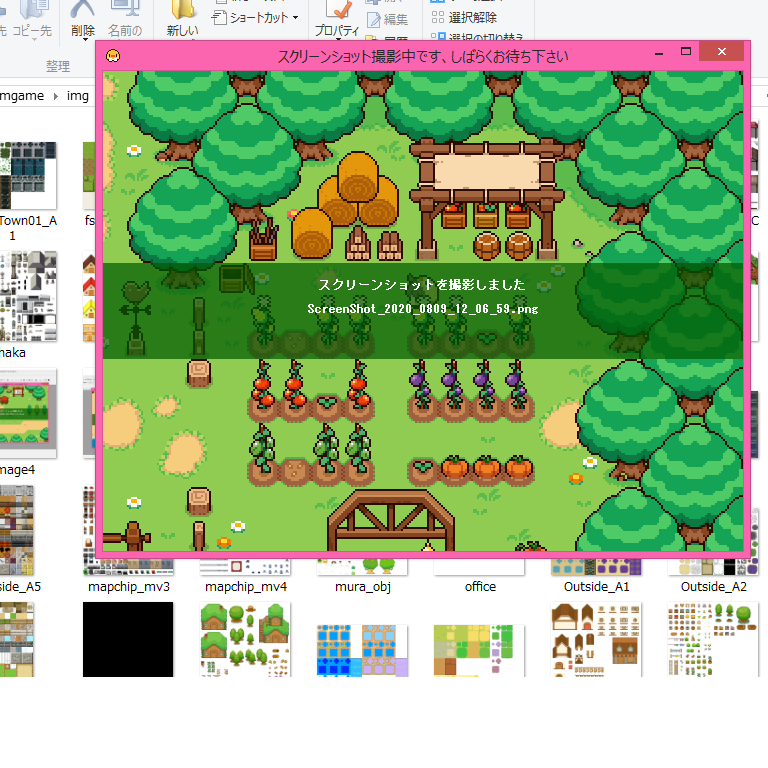 コピー先
削除
名前の
新しい
ショートカット
プロパティ
編集
選択解除
選択の切り替え
整理
スクリーンショット撮影中です、しばらくお待ち下さい
mgame
img
Town01_A
1
fs
C
スクリーンショットを撮影しました
ScreenShot_2020_0809_12_06_59.png
haka
mage4
side_A5
mapchip_mv3
mapchip_mv4
mura_obj
office
Outside_A1
Outside_A2